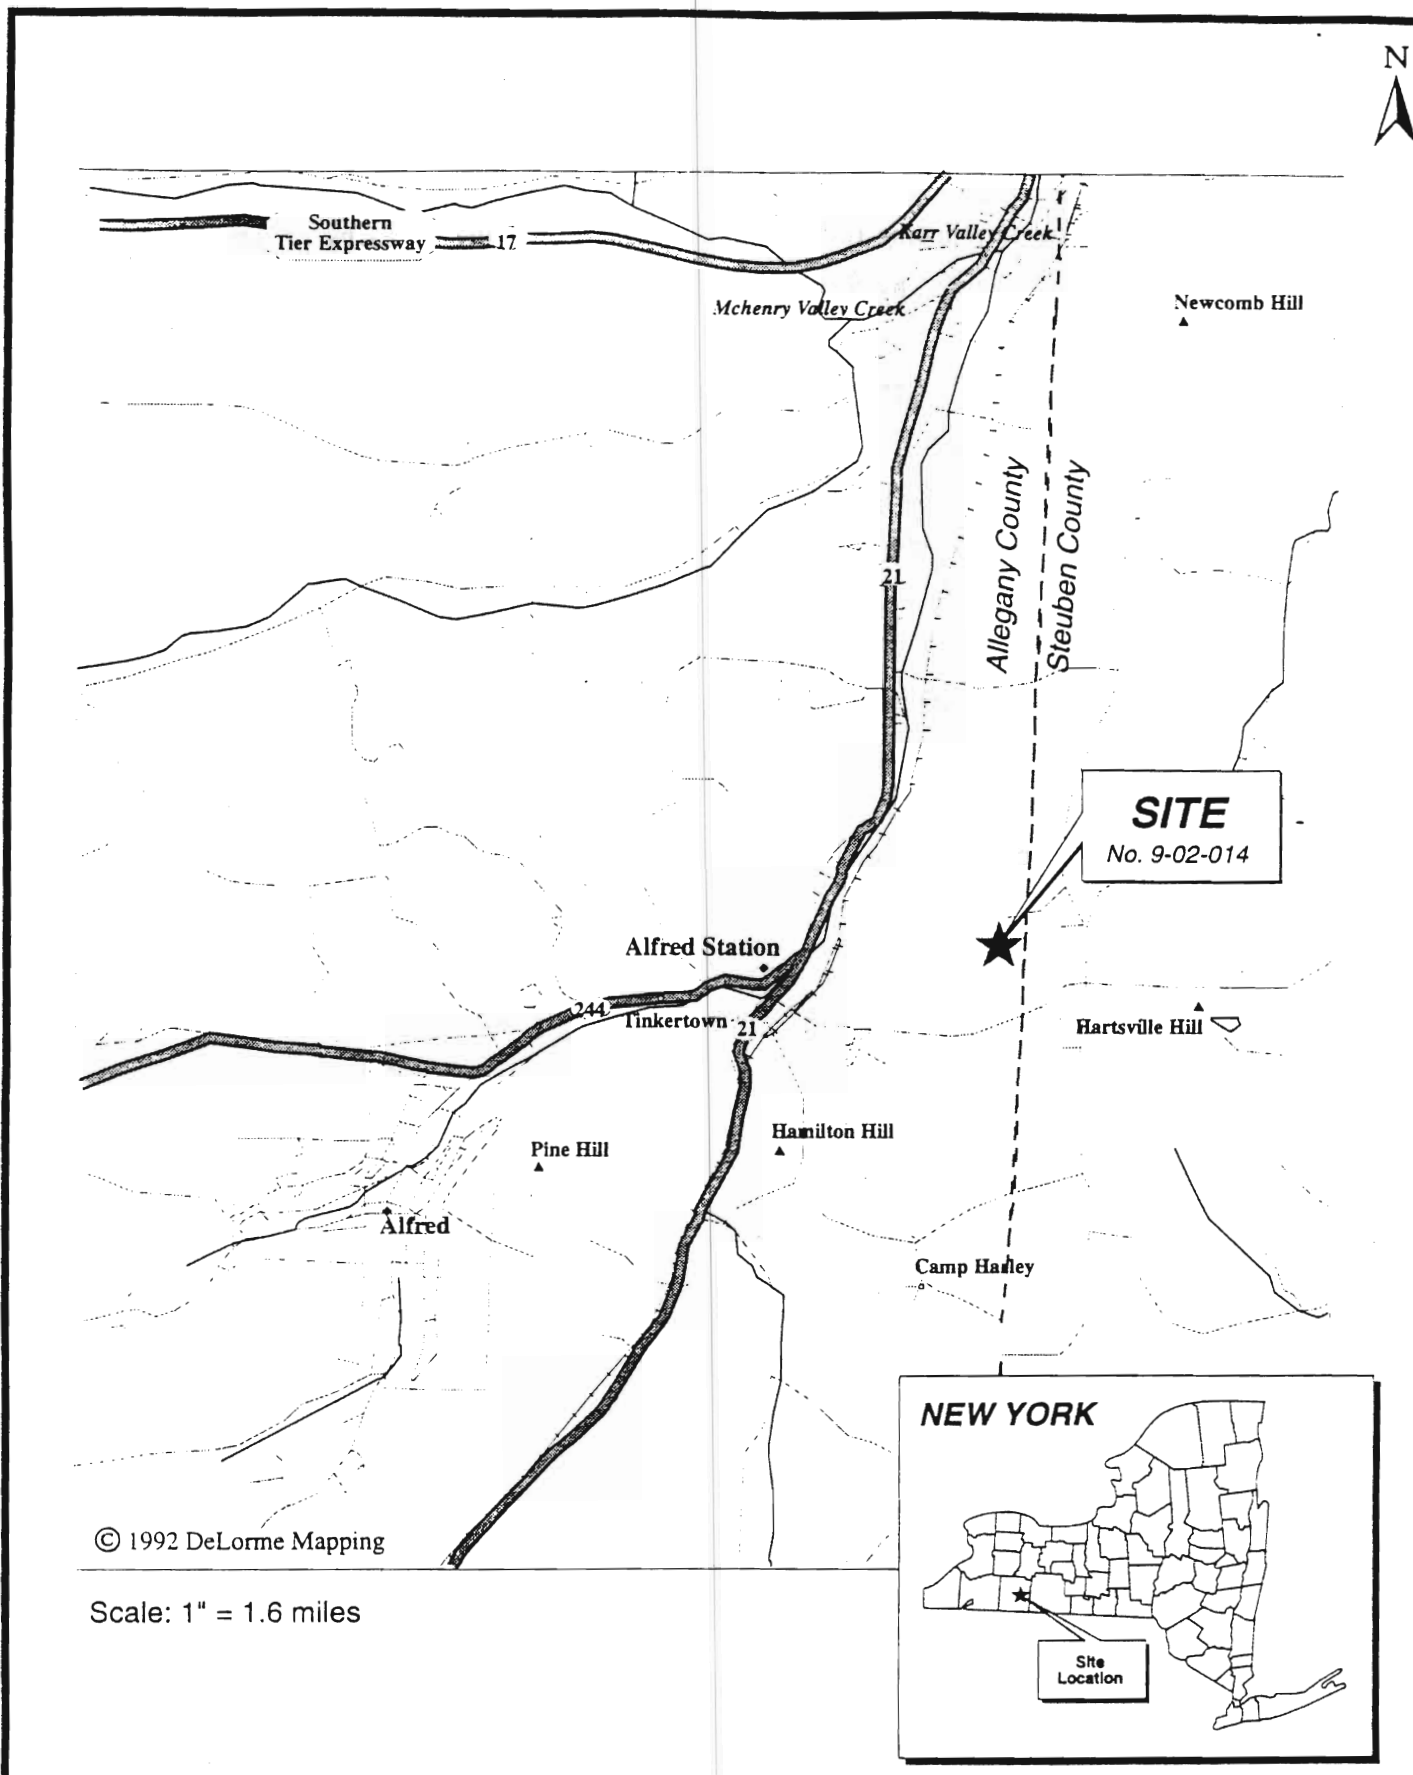 N
Southern
Tier Expressway
17
Karr Valley Creek
Mchenry Valley Creek
Newcomb Hill
21
Allegany County
Steuben County
SITE
No. 9-02-014
Alfred Station
244
Tinkertown
21
Hartsville Hill
Hamilton Hill
Pine Hill
Alfred
Camp Harley
NEW YORK
© 1992 DeLorme Mapping
Scale: 1" = 1.6 miles
Site
Location